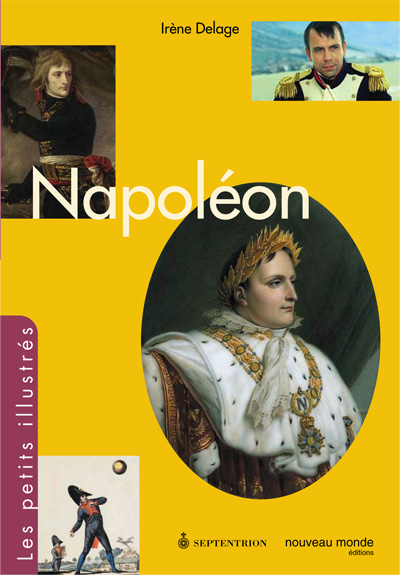 Irène Delage
Napoléon
Les petits illustrés
SEPTENTRION
nouveau monde
éditions